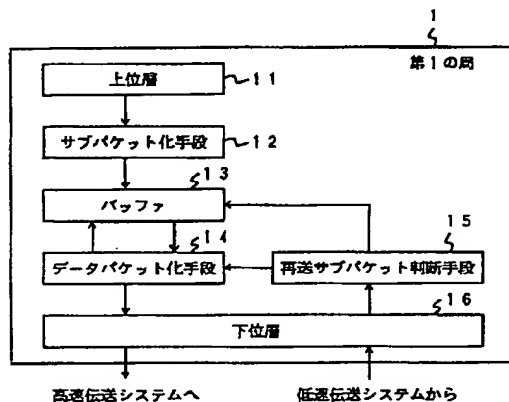 1
第1の局
上位層 11
サブパケット化手段 12
13
バッファ
14 15
データパケット化手段 再送サブパケット判断手段
16
下位層
高速伝送システムへ 低速伝送システムから